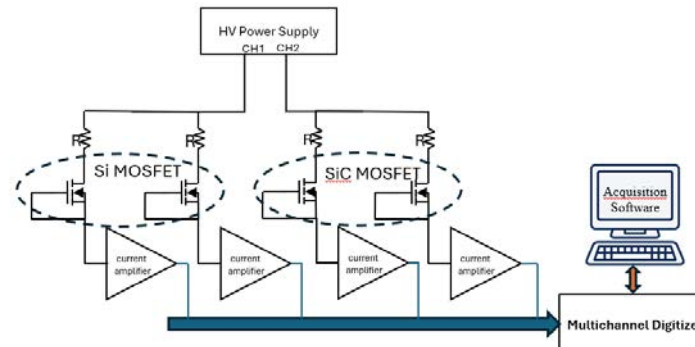 HV Power Supply
CH1 CH2
R
R
R
R
Si MOSFET
SiC MOSFET
Acquisition
Software
current
amplifier
current
amplifier
current
amplifier
current
amplifier
Multichannel Digitize